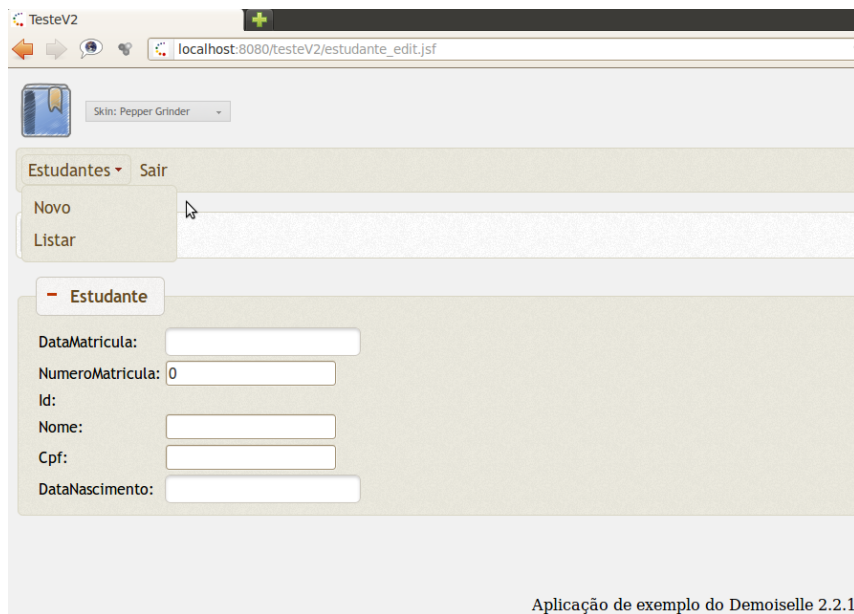 TesteV2
localhost:8080/testeV2/estudante_edit.jsf
Skin: Pepper Grinder
Estudantes Sair
Novo
Listar
Estudante
DataMatricula:
NumeroMatricula: 0
Id:
Nome:
Cpf:
DataNascimento:
Aplicação de exemplo do Demoiselle 2.2.1